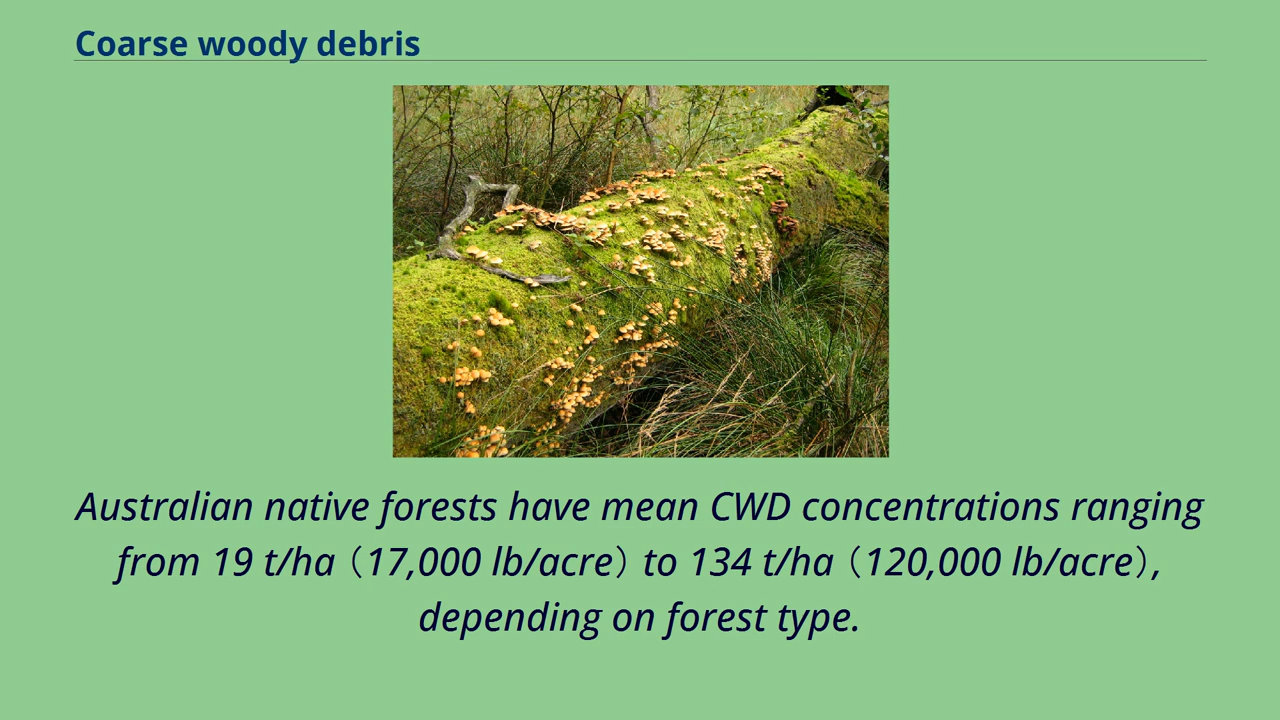 Coarse woody debris
Australian native forests have mean CWD concentrations ranging
from 19 t/ha (17,000 lb/acre) to 134 t/ha (120,000 lb/acre),
depending on forest type.